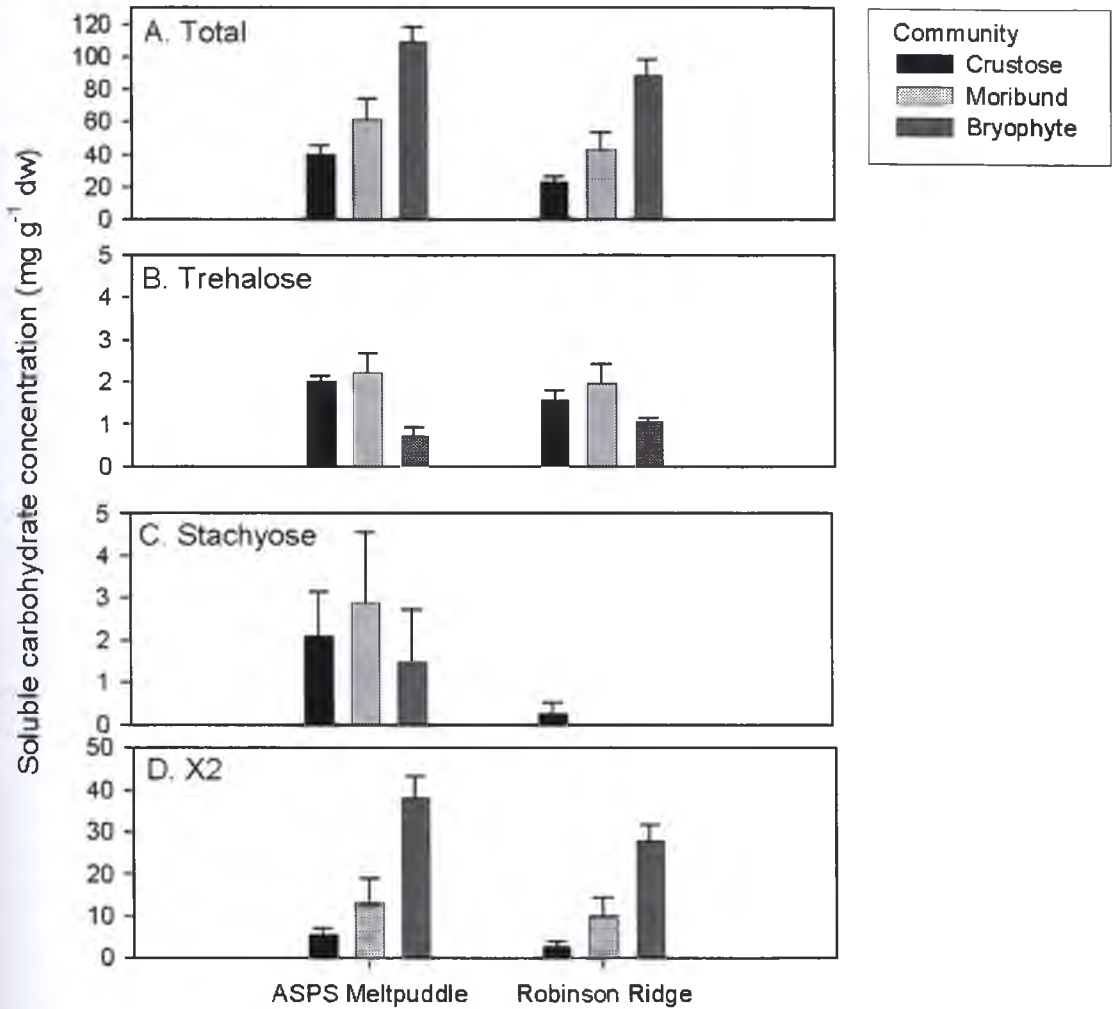 Soluble carbohydrate concentration (mg g⁻¹ dw)
A. Total
120
100
80
60
40
20
0
B. Trehalose
5
4
3
2
1
0
C. Stachyose
5
4
3
2
1
0
D. X2
50
40
30
20
10
0
ASPS Meltpuddle Robinson Ridge
Community
Crustose
Moribund
Bryophyte